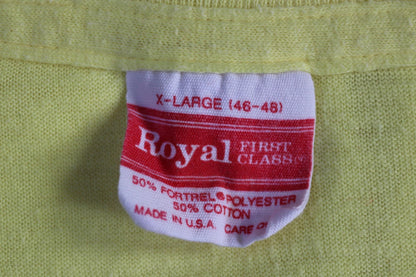 X-LARGE (46-48)
Royal FIRST CLASS
50% FORTREL® POLYESTER
50% COTTON
MADE IN U.S.A. CARE ON